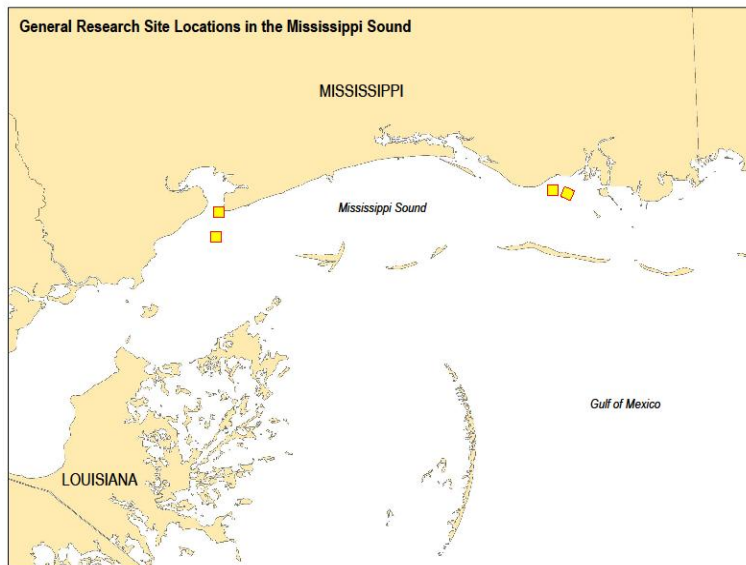 General Research Site Locations in the Mississippi Sound
MISSISSIPPI
Mississippi Sound
Gulf of Mexico
LOUISIANA